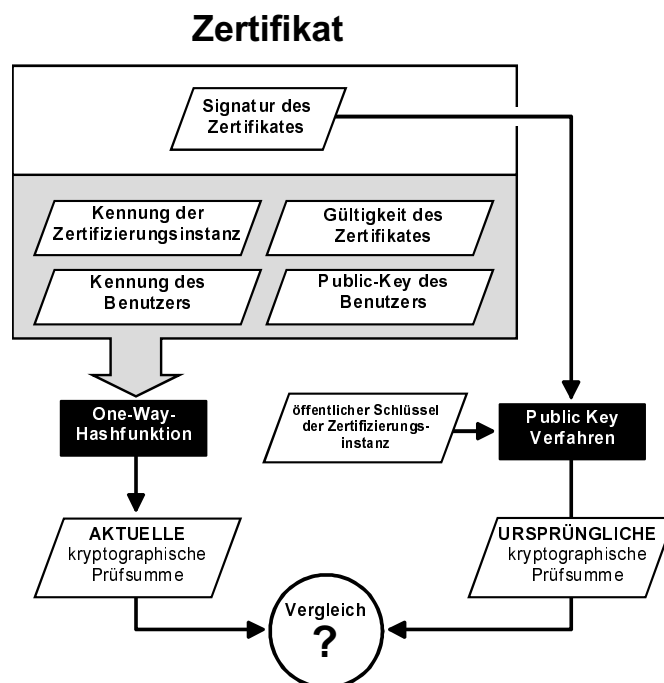 Zertifikat
Signatur des
Zertifikates
Kennung der
Zertifizierungsinstanz
Gültigkeit des
Zertifikates
Kennung des
Benutzers
Public-Key des
Benutzers
One-Way-
Hashfunktion
öffentlicher Schlüssel
der Zertifizierungs-
instanz
Public Key
Verfahren
AKTUELLE
kryptographische
Prüfsumme
URSPRÜNGLICHE
kryptographische
Prüfsumme
Vergleich
?